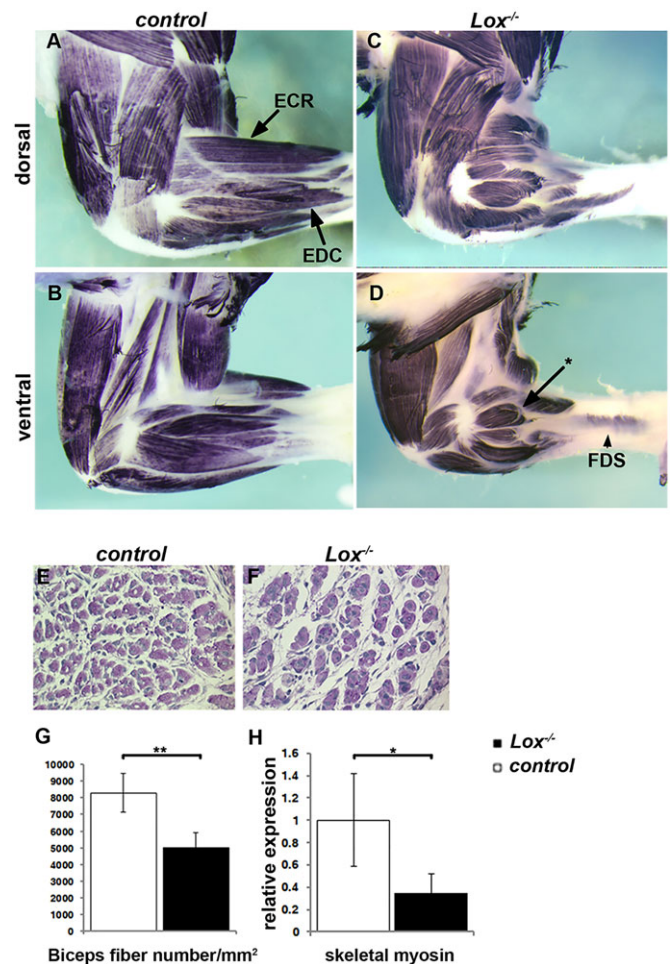 control
Lox-/-
A
C
ECR
dorsal
EDC
B
D
*
ventral
FDS
control
Lox-/-
E
F
G
**
10000
9000
8000
7000
6000
5000
4000
3000
2000
1000
0
Biceps fiber number/mm²
H
*
1.6
1.4
1.2
1
0.8
0.6
0.4
0.2
0
relative expression
skeletal myosin
Lox-/-
control